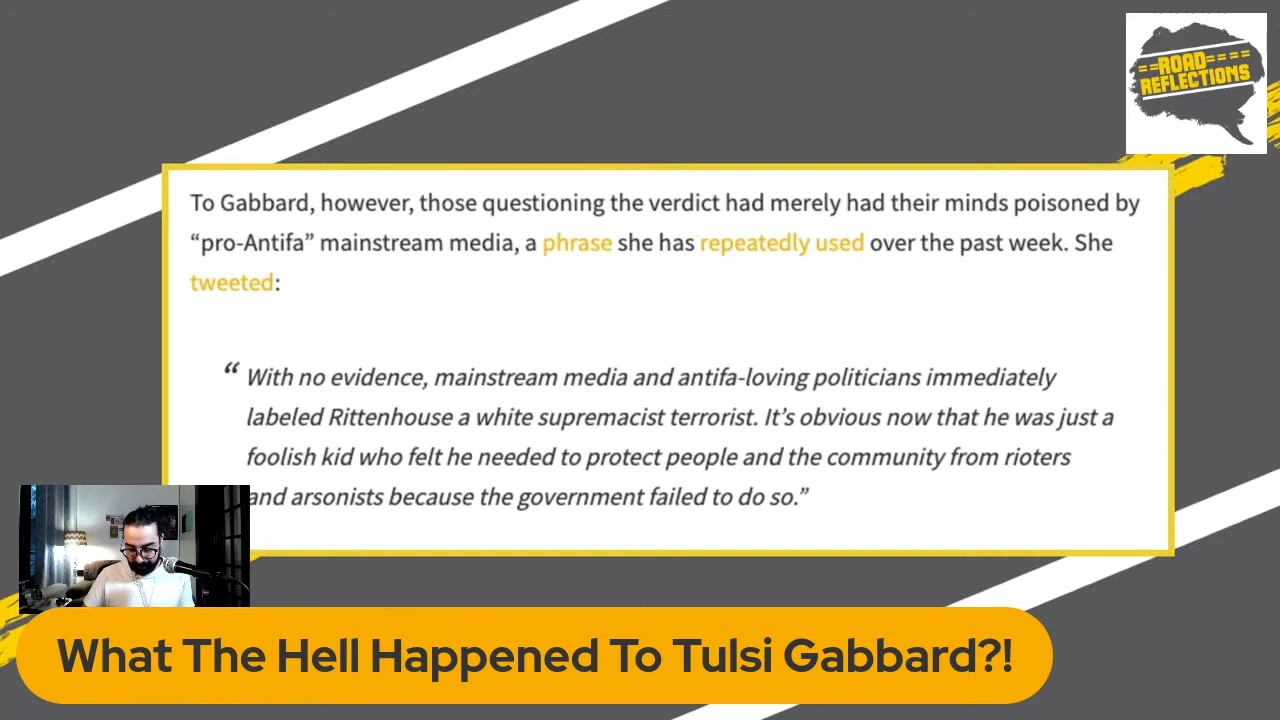 ==ROAD====
REFLECTIONS
To Gabbard, however, those questioning the verdict had merely had their minds poisoned by
“pro-Antifa” mainstream media, a phrase she has repeatedly used over the past week. She
tweeted:
“ With no evidence, mainstream media and antifa-loving politicians immediately
labeled Rittenhouse a white supremacist terrorist. It’s obvious now that he was just a
foolish kid who felt he needed to protect people and the community from rioters
and arsonists because the government failed to do so.”
What The Hell Happened To Tulsi Gabbard?!